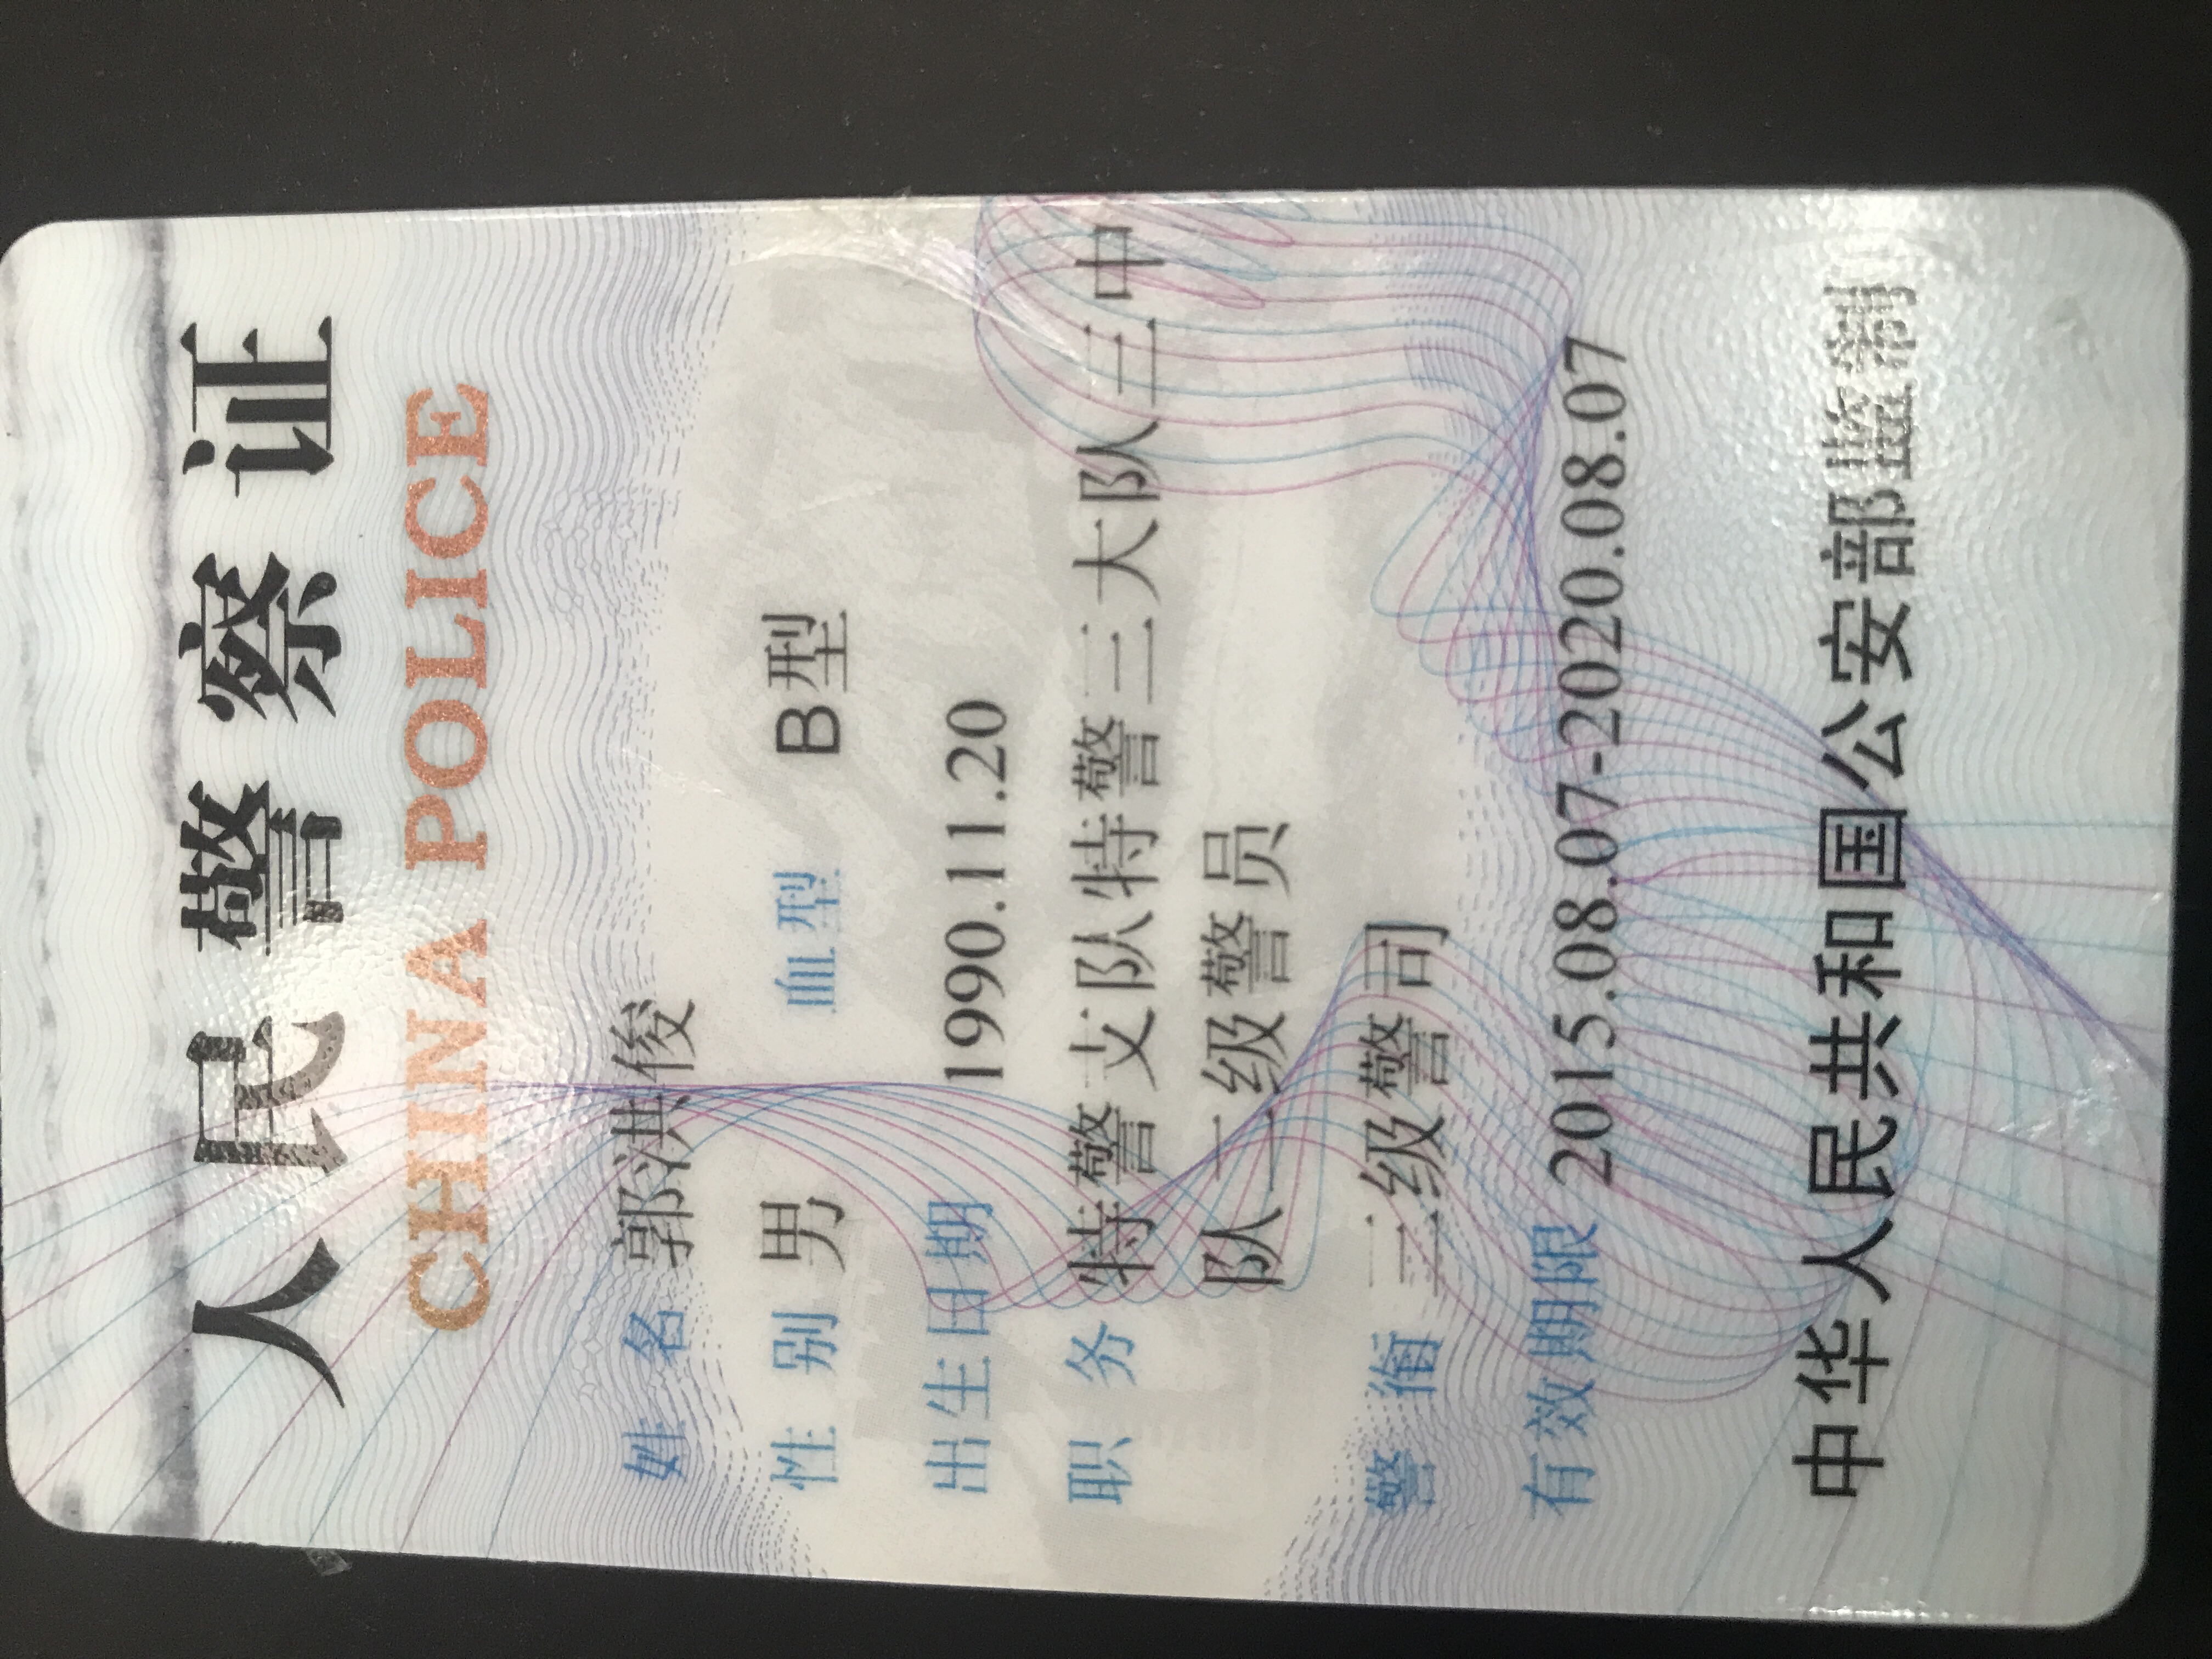 人民警察证
CHINA POLICE
姓 名 郭洪俊
性 别 男 血型 B型
出生日期 1990.11.20
职 务 特警支队特警三大队三中
队二级警员
警 衔 三级警司
有效期限 2015.08.07-2020.08.07
中华人民共和国公安部监制